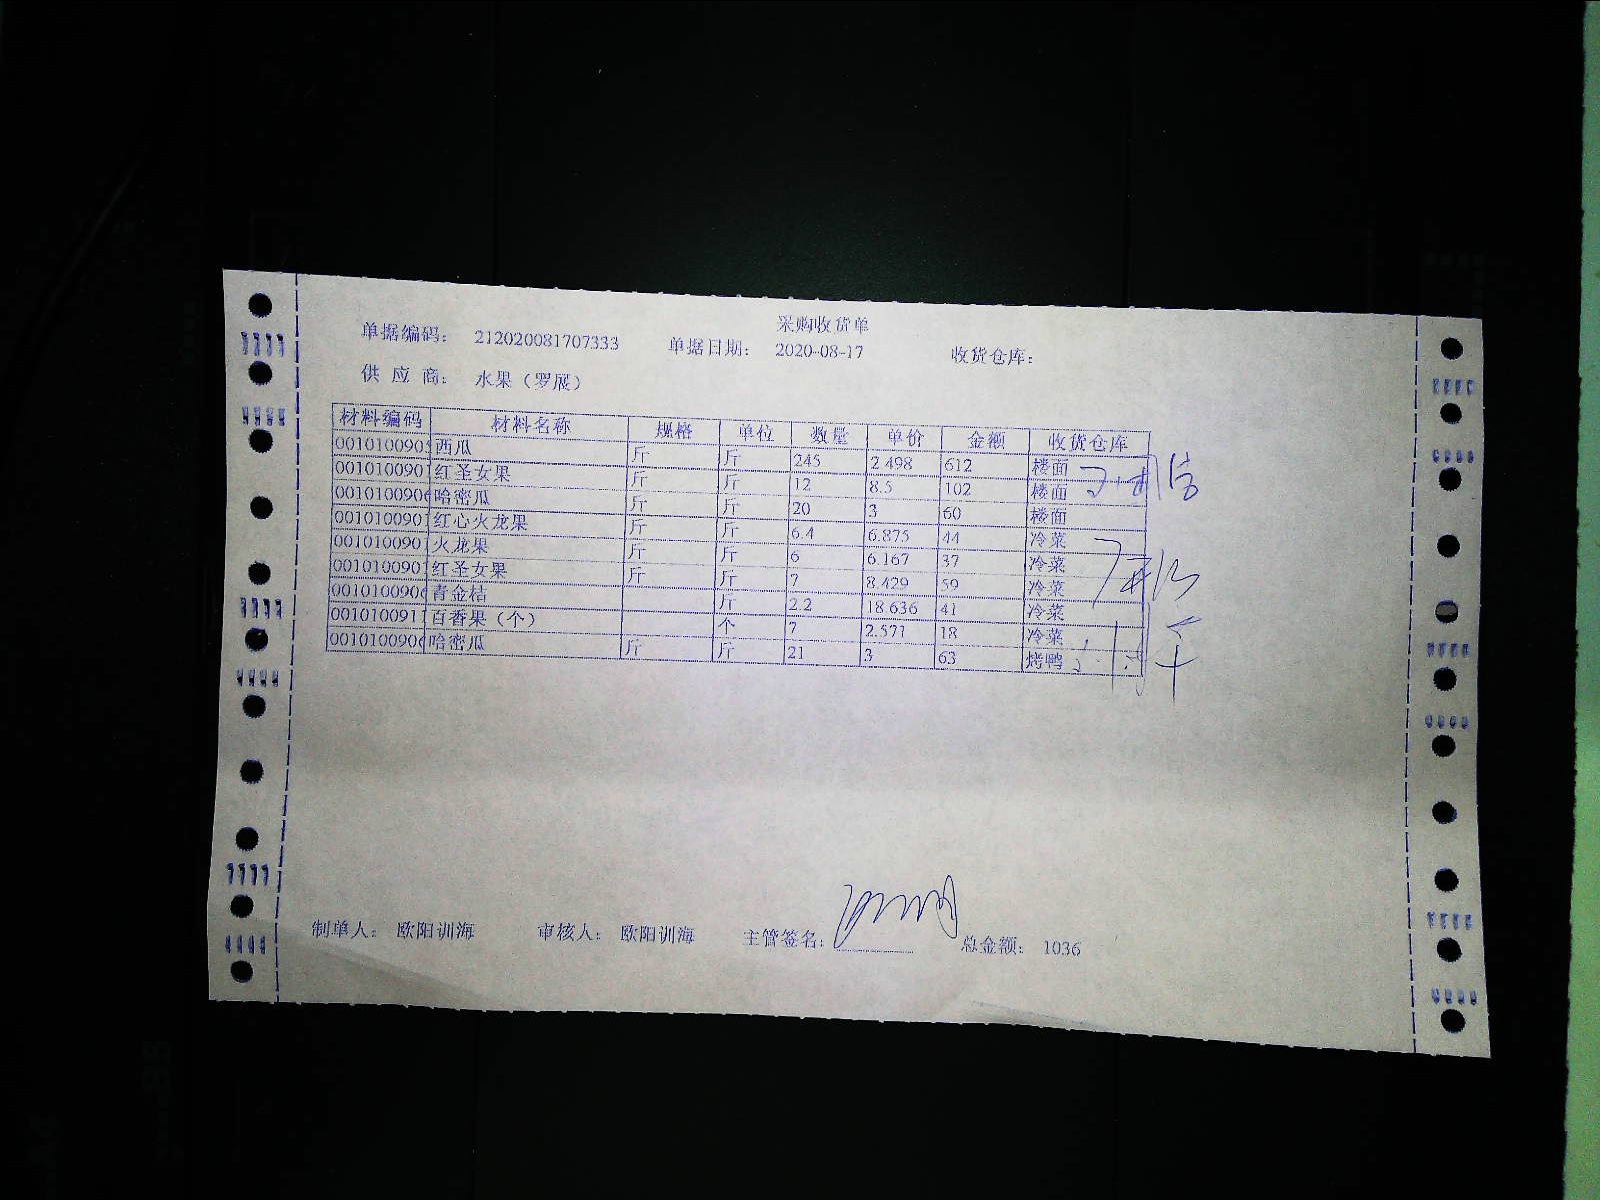 采购收货单
单据编码： 212020081707333 单据日期： 2020-08-17 收货仓库：
供 应 商： 水果（罗展）
材料编码 材料名称 规格 单位 数量 单价 金额 收货仓库
001010090 西瓜 斤 斤 245 2.498 612 楼面
001010090 红圣女果 斤 斤 12 8.5 102 楼面
001010090 哈密瓜 斤 斤 20 3 60 楼面
001010090 红心火龙果 斤 斤 6.4 6.875 44 冷菜
001010090 火龙果 斤 斤 6 6.167 37 冷菜
001010090 红圣女果 斤 斤 7 8.429 59 冷菜
001010090 青金桔 斤 2.2 18.636 41 冷菜
001010091 百香果（个） 个 7 2.571 18 冷菜
001010090 哈密瓜 斤 斤 21 3 63 烤鸭
制单人： 欧阳训海 审核人： 欧阳训海 主管签名： 总金额： 1036